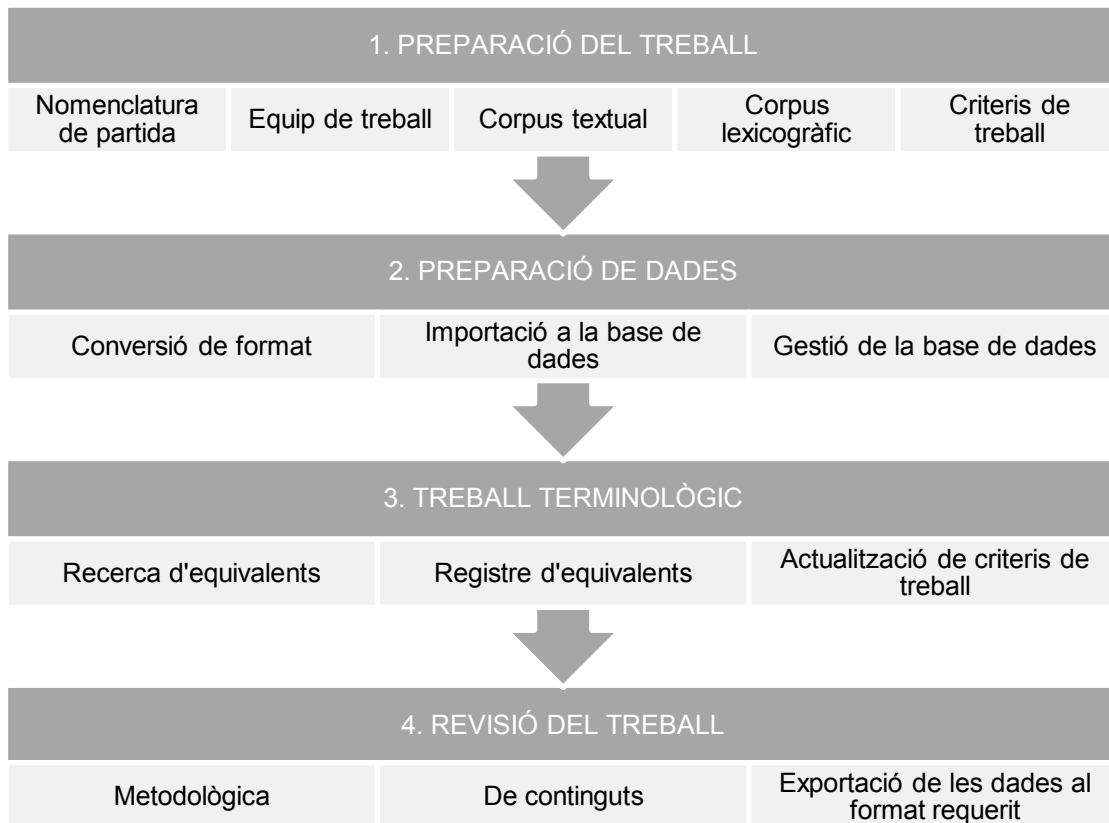 1. PREPARACIÓ DEL TREBALL
Nomenclatura
de partida
Equip de treball
Corpus textual
Corpus
lexicogràfic
Criteris de
treball
2. PREPARACIÓ DE DADES
Conversió de format
Importació a la base de
dades
Gestió de la base de dades
3. TREBALL TERMINOLÒGIC
Recerca d'equivalents
Registre d'equivalents
Actualització de criteris de
treball
4. REVISIÓ DEL TREBALL
Metodològica
De continguts
Exportació de les dades al
format requerit